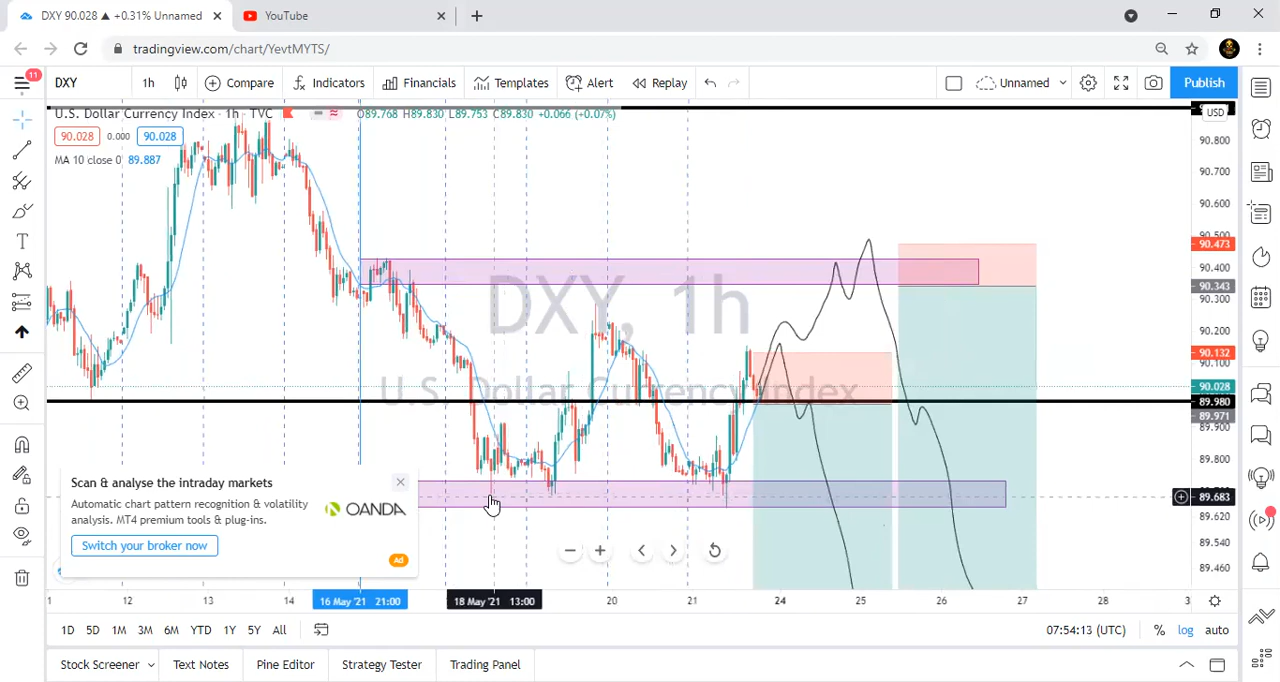 DXY 90.028 ▲ +0.31% Unnamed
YouTube
tradingview.com/chart/YevtMYTS/
11
DXY
1h
Compare
Indicators
Financials
Templates
Alert
Replay
Unnamed
Publish
U.S. Dollar Currency Index · 1h · TVC
O89.768 H89.830 L89.753 C89.830 +0.066 (+0.07%)
USD
90.028
0.000
90.028
MA 10 close 0 89.887
DXY, 1h
U.S. Dollar Currency Index
90.800
90.700
90.600
90.500
90.473
90.400
90.343
90.300
90.200
90.132
90.100
90.028
89.980
89.971
89.900
89.800
89.683
89.620
89.540
89.460
Scan & analyse the intraday markets
Automatic chart pattern recognition & volatility
analysis. MT4 premium tools & plug-ins.
OANDA
Switch your broker now
Ad
1
12
13
14
16 May '21 21:00
18 May '21 13:00
20
21
24
25
26
27
28
3
1D
5D
1M
3M
6M
YTD
1Y
5Y
All
07:54:13 (UTC)
%
log
auto
Stock Screener
Text Notes
Pine Editor
Strategy Tester
Trading Panel